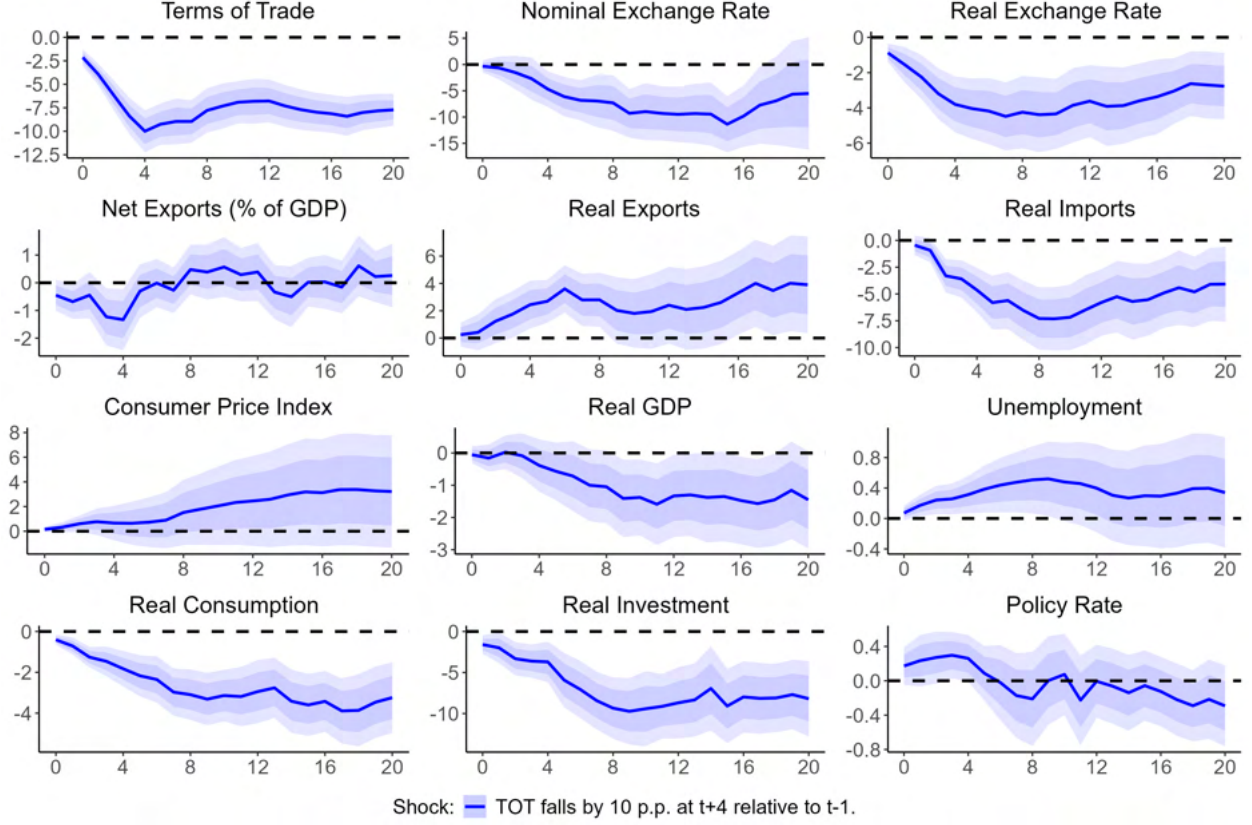 Terms of Trade
0.0
-2.5
-5.0
-7.5
-10.0
-12.5
0 4 8 12 16 20
Nominal Exchange Rate
5
0
-5
-10
-15
0 4 8 12 16 20
Real Exchange Rate
0
-2
-4
-6
0 4 8 12 16 20
Net Exports (% of GDP)
1
0
-1
-2
0 4 8 12 16 20
Real Exports
6
4
2
0
0 4 8 12 16 20
Real Imports
0.0
-2.5
-5.0
-7.5
-10.0
0 4 8 12 16 20
Consumer Price Index
8
6
4
2
0
0 4 8 12 16 20
Real GDP
0
-1
-2
-3
0 4 8 12 16 20
Unemployment
0.8
0.4
0.0
-0.4
0 4 8 12 16 20
Real Consumption
0
-2
-4
0 4 8 12 16 20
Real Investment
0
-5
-10
0 4 8 12 16 20
Policy Rate
0.4
0.0
-0.4
-0.8
0 4 8 12 16 20
Shock: TOT falls by 10 p.p. at t+4 relative to t-1.